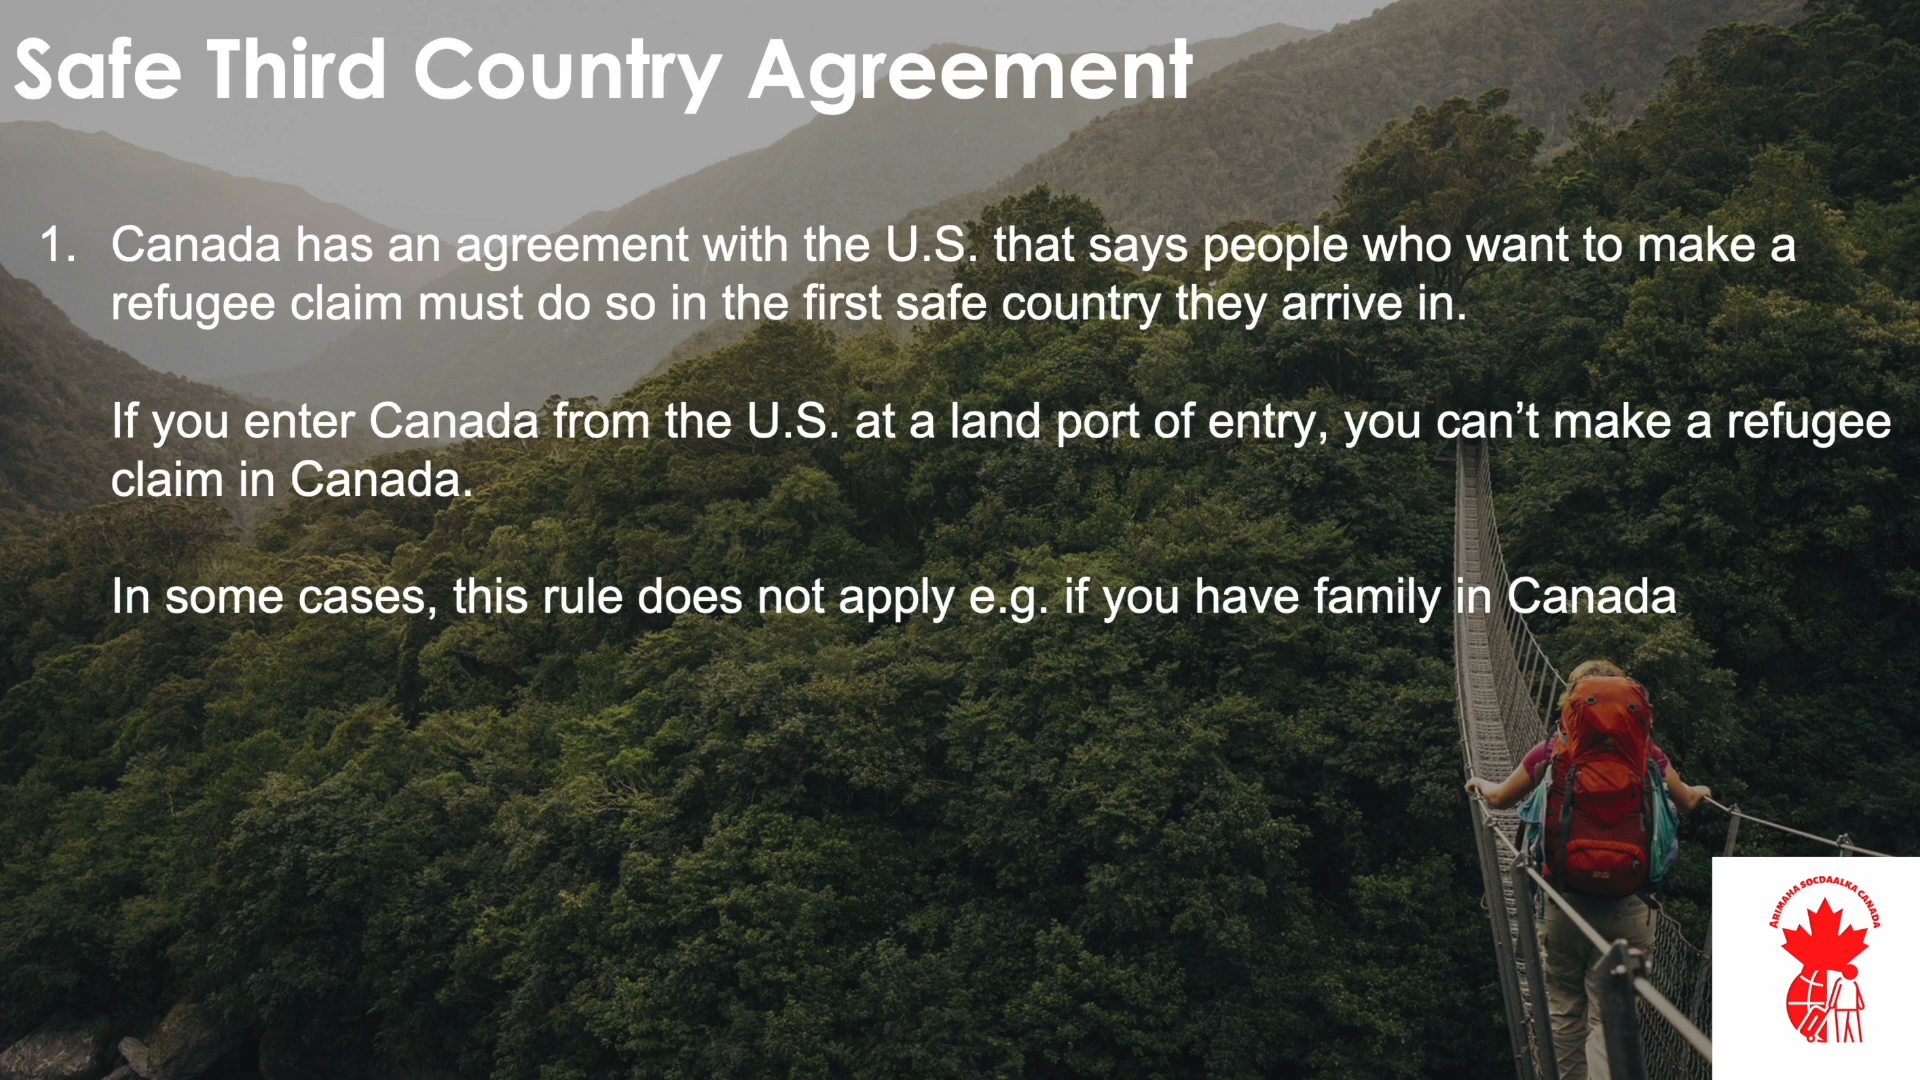 Safe Third Country Agreement
1. Canada has an agreement with the U.S. that says people who want to make a
refugee claim must do so in the first safe country they arrive in.
If you enter Canada from the U.S. at a land port of entry, you can’t make a refugee
claim in Canada.
In some cases, this rule does not apply e.g. if you have family in Canada
ARIMAHA SOCDAALKA CANADA